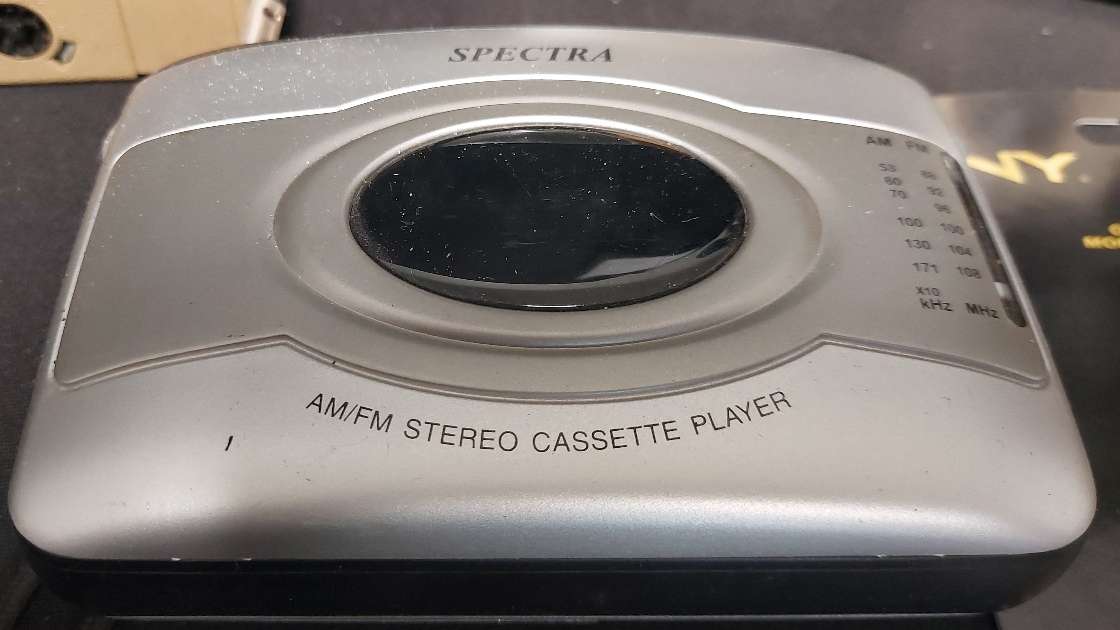 SPECTRA
AM FM
53 88
60 92
70 96
100 100
130 104
171 108
X10
kHz MHz
AM/FM STEREO CASSETTE PLAYER
NY